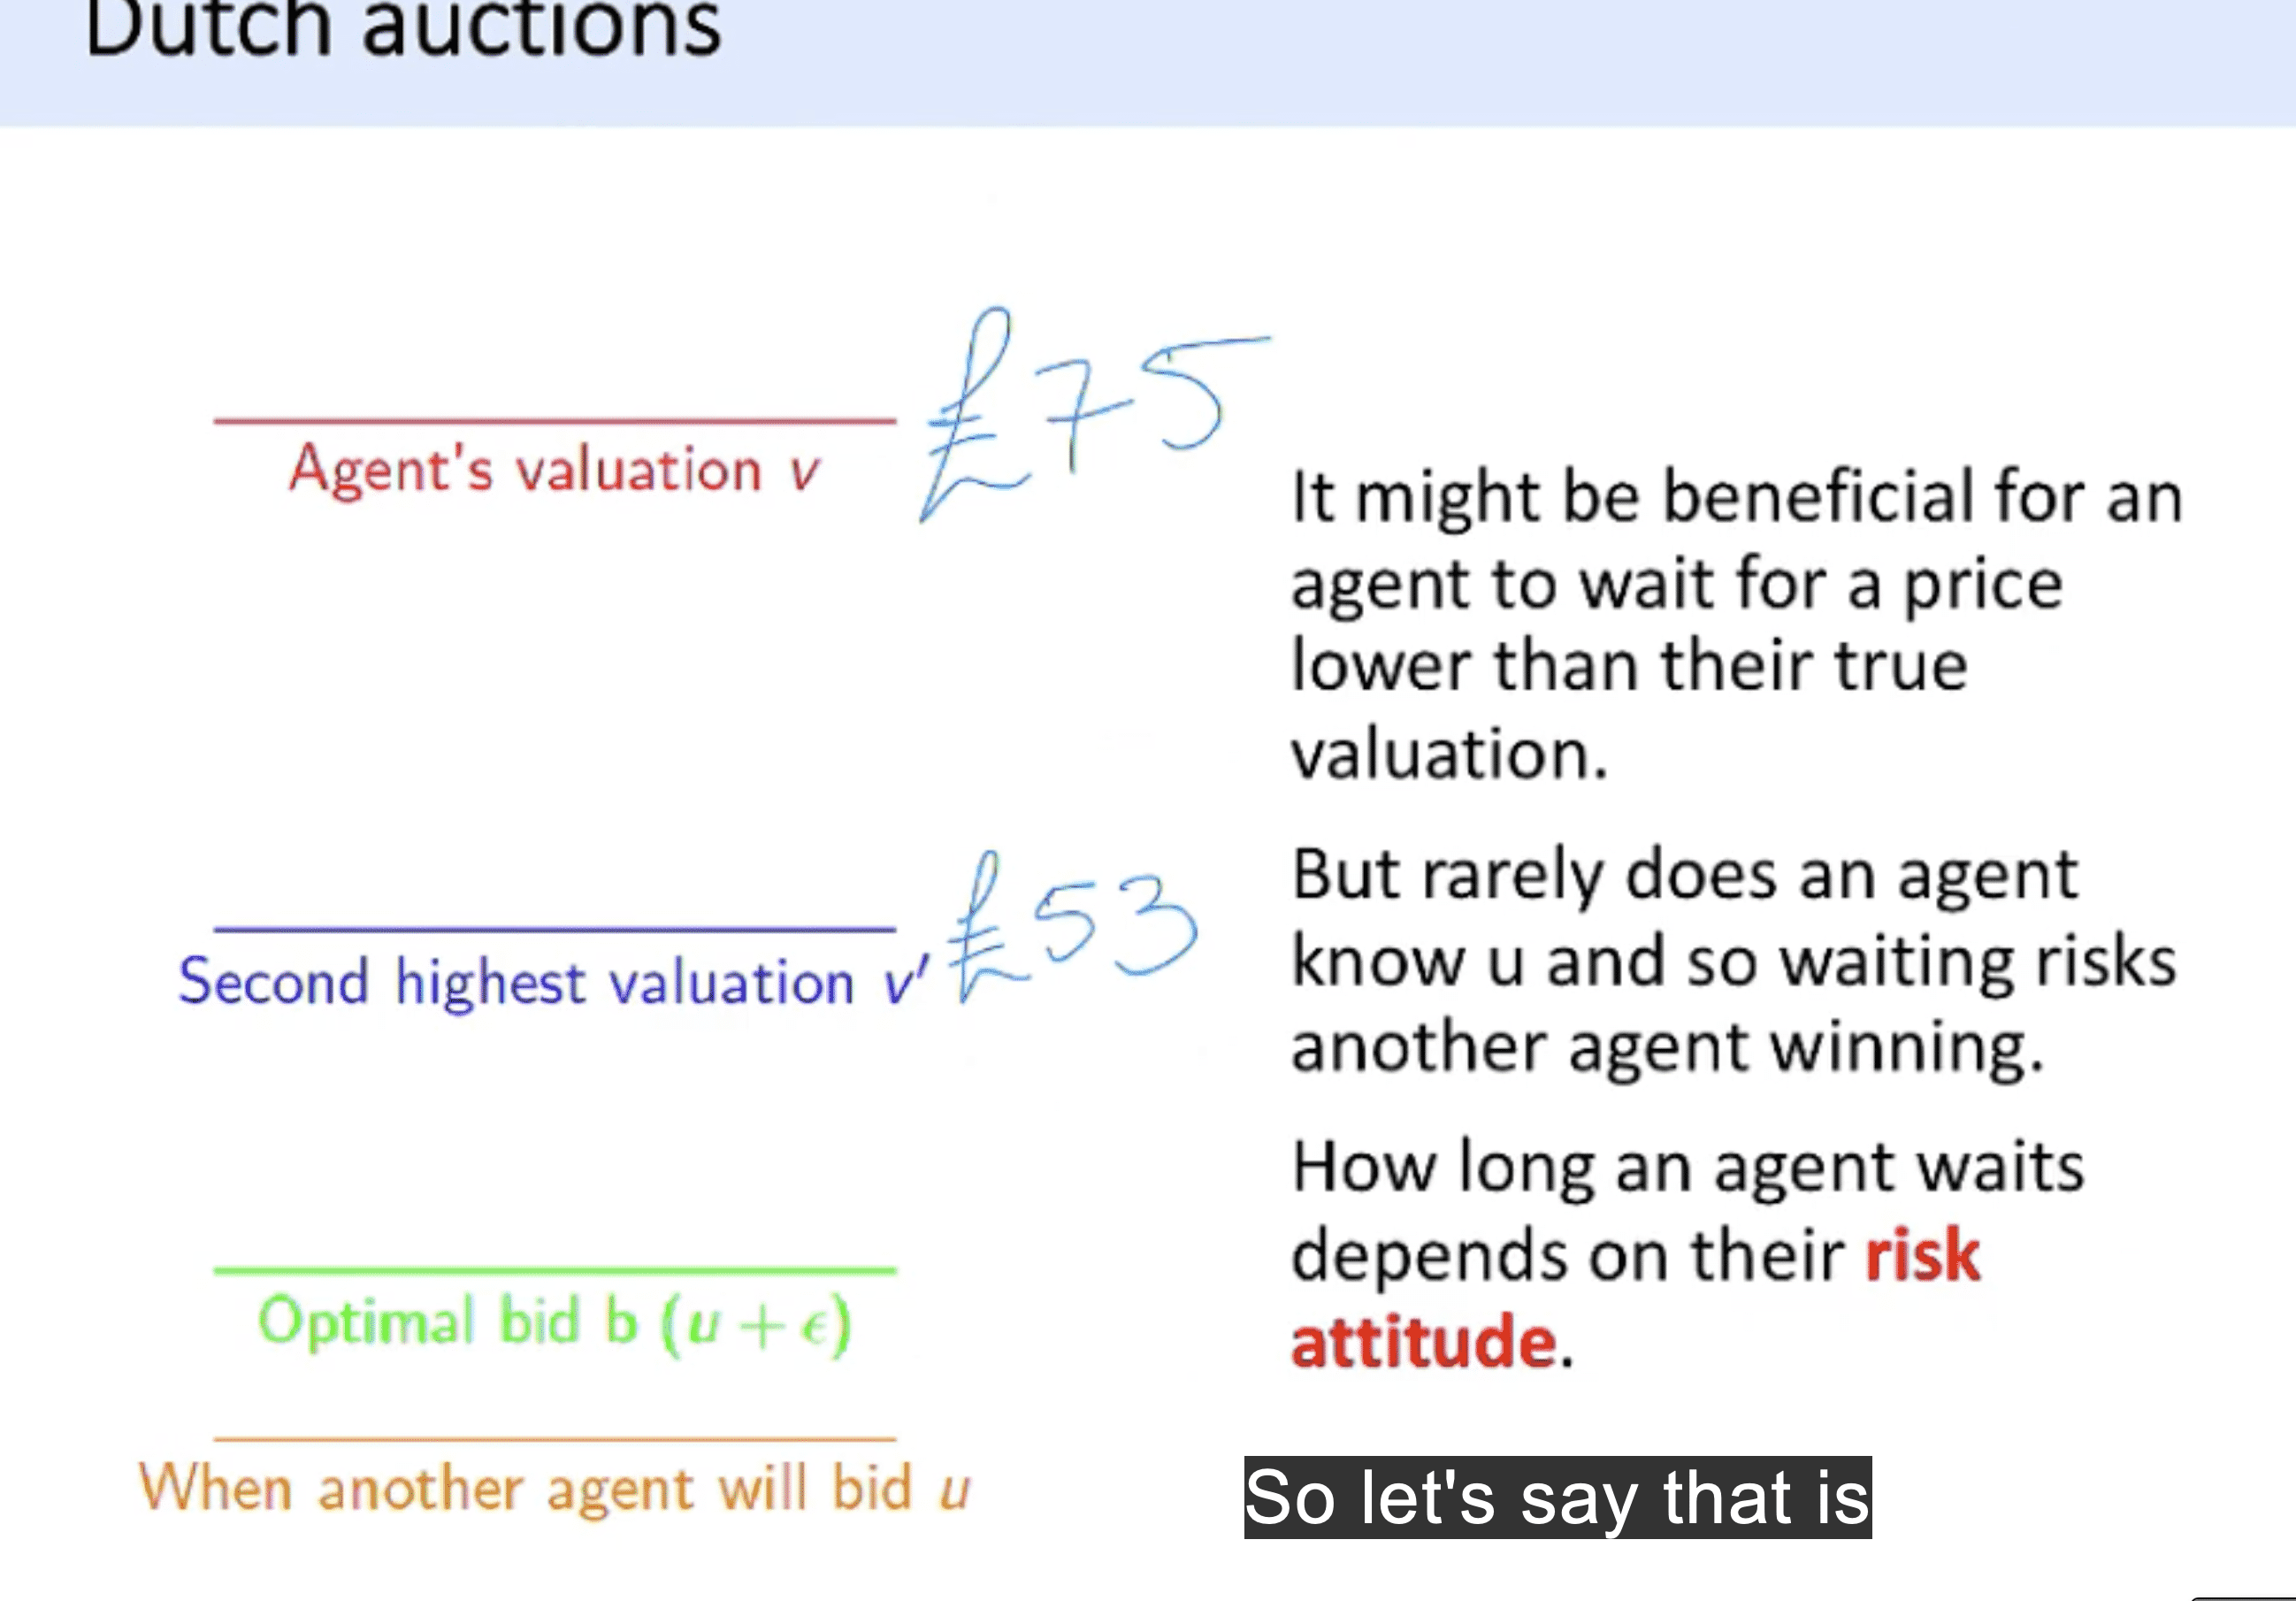 Dutch auctions
£75
Agent's valuation v
It might be beneficial for an
agent to wait for a price
lower than their true
valuation.
£53
Second highest valuation v′
But rarely does an agent
know u and so waiting risks
another agent winning.
How long an agent waits
depends on their risk
attitude.
Optimal bid b (u + ϵ)
When another agent will bid u
So let's say that is